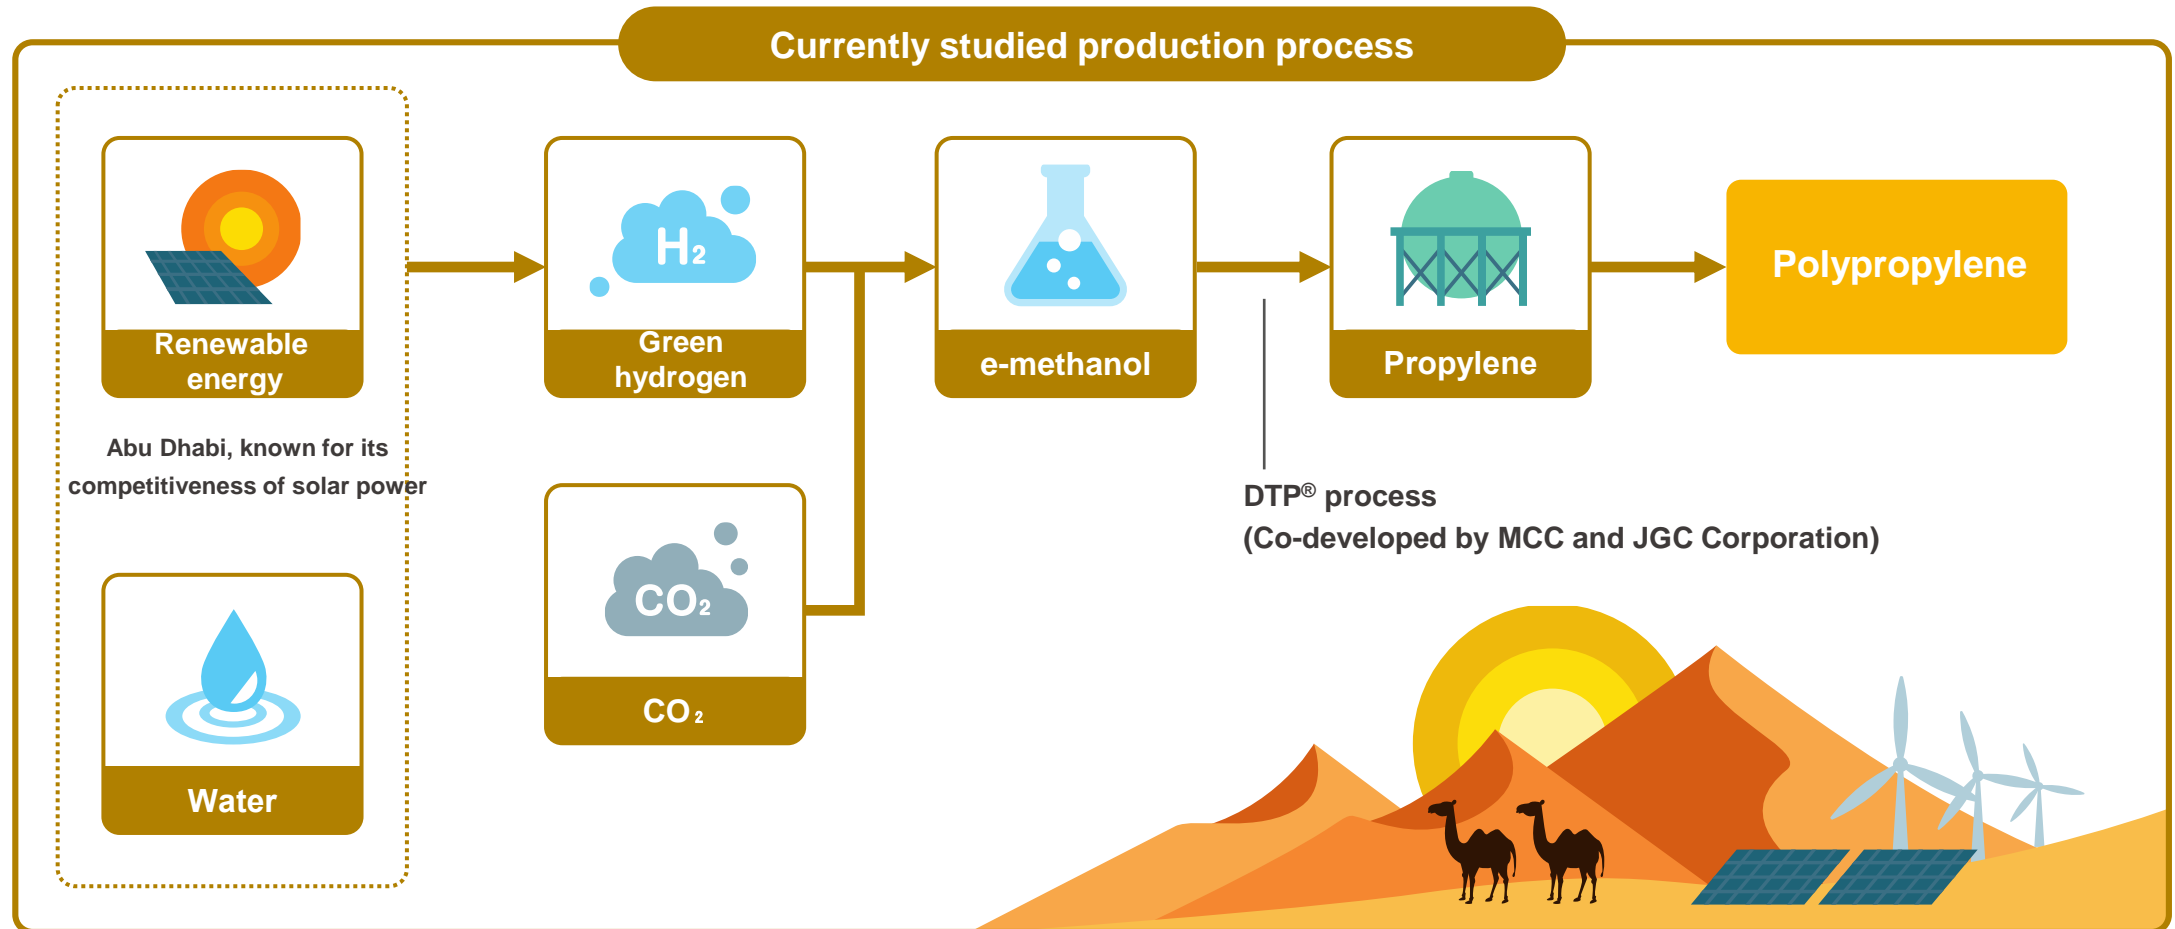 Currently studied production process
Renewable
energy
Abu Dhabi, known for its
competitiveness of solar power
Water
H₂
Green
hydrogen
CO₂
CO₂
e-methanol
DTP® process
(Co-developed by MCC and JGC Corporation)
Propylene
Polypropylene